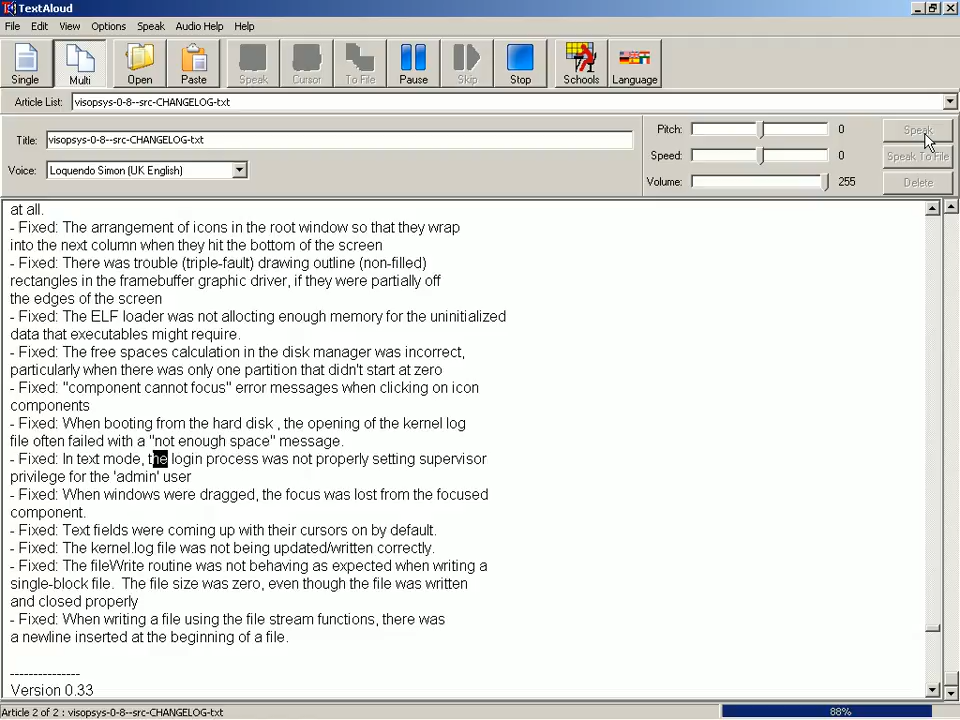 TextAloud
File Edit View Options Speak Audio Help Help
Single Multi Open Paste Speak Cursor To File Pause Skip Stop Schools Language
Article List: visopsys-0-8--src-CHANGELOG-txt
Title: visopsys-0-8--src-CHANGELOG-txt
Voice: Loquendo Simon (UK English)
Pitch: 0 Speak
Speed: 0 Speak To File
Volume: 255 Delete
at all.
- Fixed: The arrangement of icons in the root window so that they wrap
into the next column when they hit the bottom of the screen
- Fixed: There was trouble (triple-fault) drawing outline (non-filled)
rectangles in the framebuffer graphic driver, if they were partially off
the edges of the screen
- Fixed: The ELF loader was not allocting enough memory for the uninitialized
data that executables might require.
- Fixed: The free spaces calculation in the disk manager was incorrect,
particularly when there was only one partition that didn't start at zero
- Fixed: "component cannot focus" error messages when clicking on icon
components
- Fixed: When booting from the hard disk , the opening of the kernel log
file often failed with a "not enough space" message.
- Fixed: In text mode, the login process was not properly setting supervisor
privilege for the 'admin' user
- Fixed: When windows were dragged, the focus was lost from the focused
component.
- Fixed: Text fields were coming up with their cursors on by default.
- Fixed: The kernel.log file was not being updated/written correctly.
- Fixed: The fileWrite routine was not behaving as expected when writing a
single-block file.  The file size was zero, even though the file was written
and closed properly
- Fixed: When writing a file using the file stream functions, there was
a newline inserted at the beginning of a file.
---------------
Version 0.33
Article 2 of 2 : visopsys-0-8--src-CHANGELOG-txt 88%